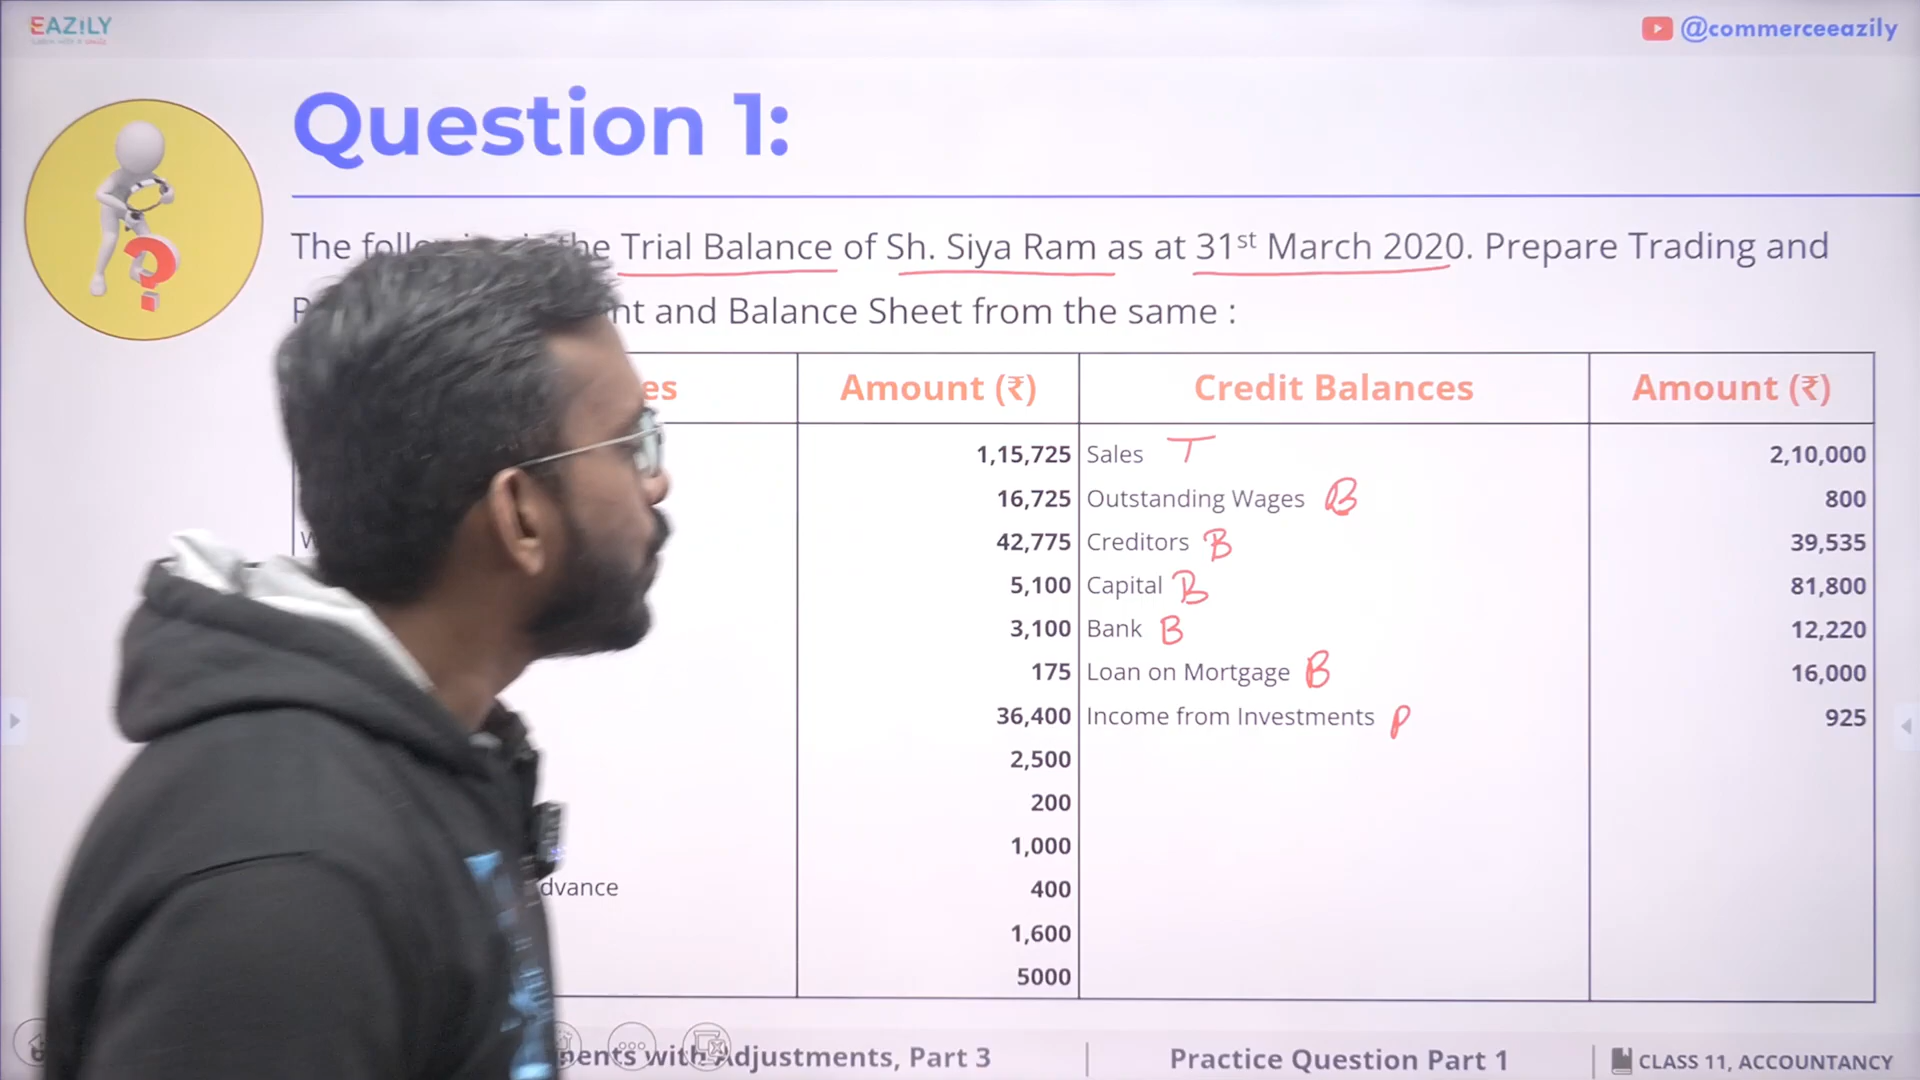 EAZILY
@commerceeazily
Question 1:
The the Trial Balance of Sh. Siya Ram as at 31st March 2020. Prepare Trading and
nt and Balance Sheet from the same :
es Amount (₹) Credit Balances Amount (₹)
1,15,725 Sales T 2,10,000
16,725 Outstanding Wages B 800
W 42,775 Creditors B 39,535
5,100 Capital B 81,800
3,100 Bank B 12,220
175 Loan on Mortgage B 16,000
36,400 Income from Investments P 925
2,500
200
1,000
dvance 400
1,600
5000
ents with Adjustments, Part 3 | Practice Question Part 1 | CLASS 11, ACCOUNTANCY